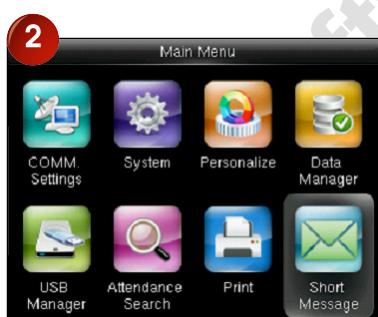 2
Main Menu
COMM. Settings
System
Personalize
Data Manager
USB Manager
Attendance Search
Print
Short Message